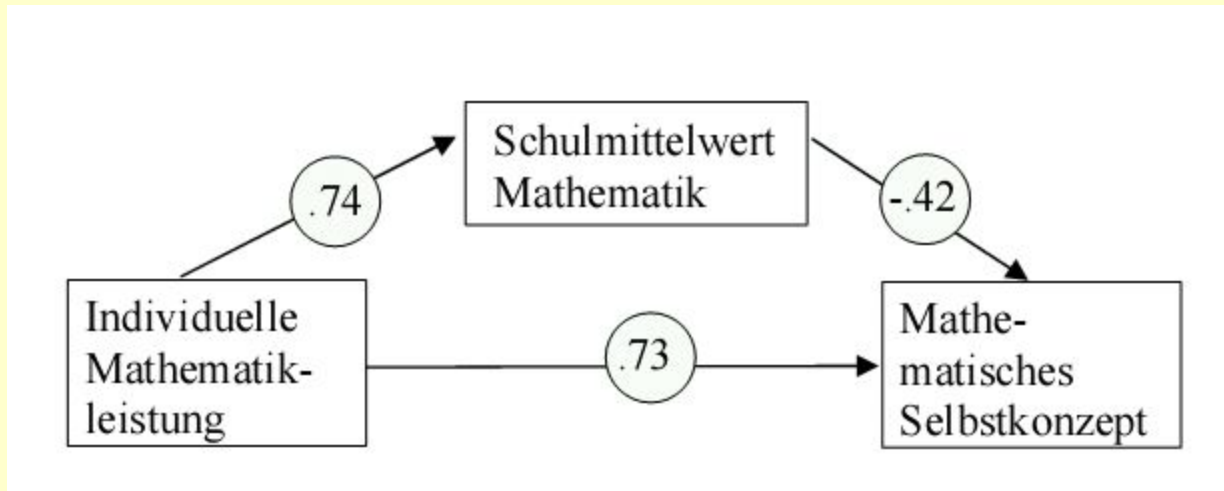 Schulmittelwert
Mathematik
.74
-.42
Individuelle
Mathematik-
leistung
.73
Mathe-
matisches
Selbstkonzept